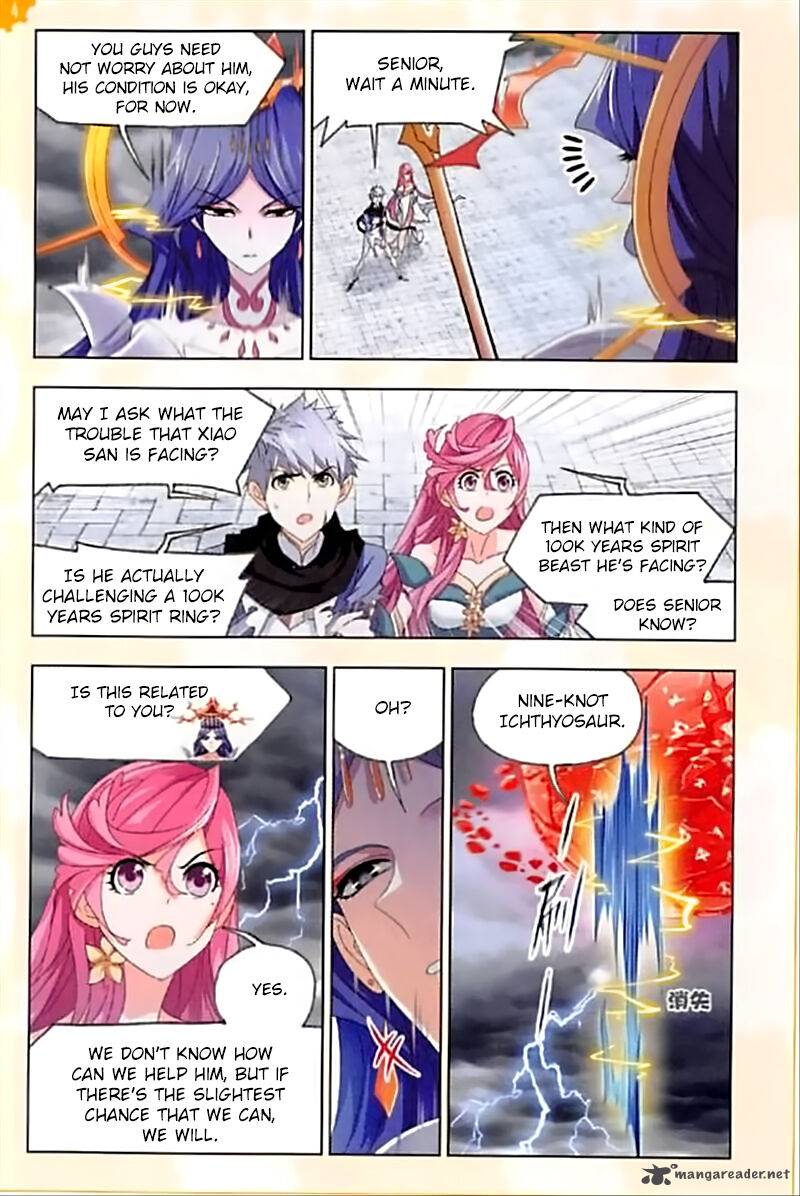 YOU GUYS NEED
NOT WORRY ABOUT HIM,
HIS CONDITION IS OKAY,
FOR NOW.
SENIOR,
WAIT A MINUTE.
MAY I ASK WHAT THE
TROUBLE THAT XIAO
SAN IS FACING?
IS HE ACTUALLY
CHALLENGING A 100K
YEARS SPIRIT RING?
THEN WHAT KIND OF
100K YEARS SPIRIT
BEAST HE'S FACING?
DOES SENIOR
KNOW?
IS THIS RELATED
TO YOU?
YES.
WE DON'T KNOW HOW
CAN WE HELP HIM, BUT IF
THERE'S THE SLIGHTEST
CHANCE THAT WE CAN,
WE WILL.
OH?
NINE-KNOT
ICHTHYOSAUR.
消失
mangareader.net